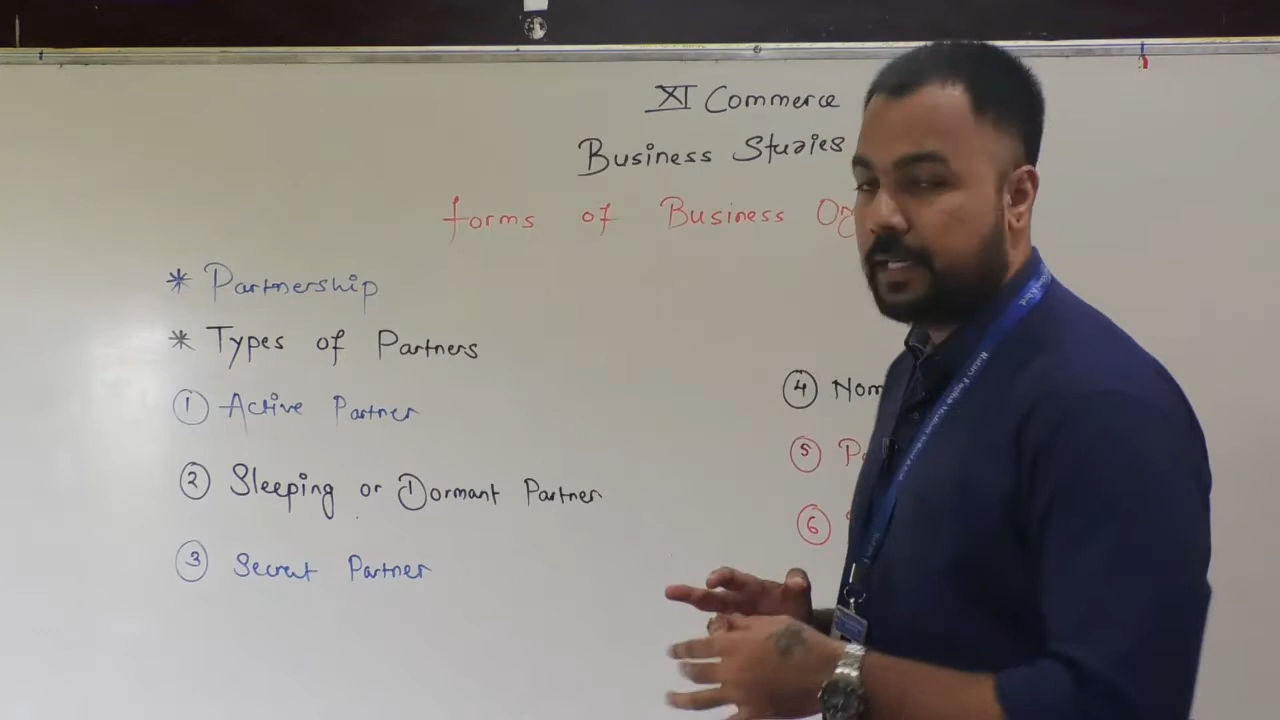 XI Commerce
Business Studies
forms of Business
* Partnership
* Types of Partners
① Active Partner
② Sleeping or Dormant Partner
③ Secret Partner
④
⑤
⑥